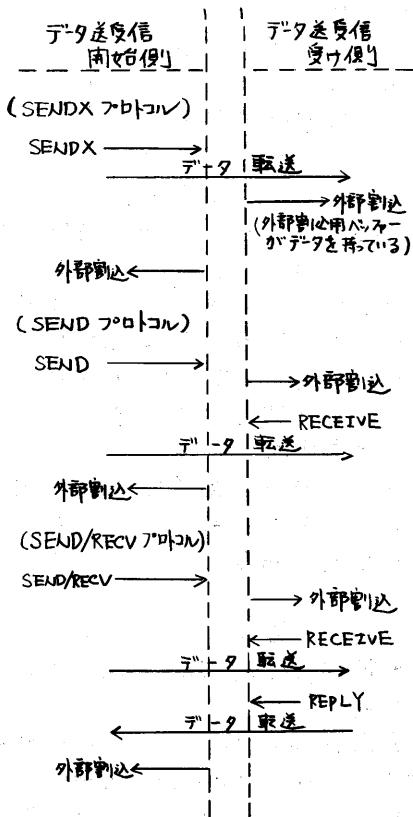 データ送受信
開始側
データ送受信
受け側
(SENDX プロトコル)
SENDX
データ 転送
外部割込
(外部割込用バッファー
がデータを持っている)
外部割込
(SEND プロトコル)
SEND
外部割込
RECEIVE
データ 転送
外部割込
(SEND/RECV プロトコル)
SEND/RECV
外部割込
RECEIVE
データ 転送
REPLY
データ 転送
外部割込